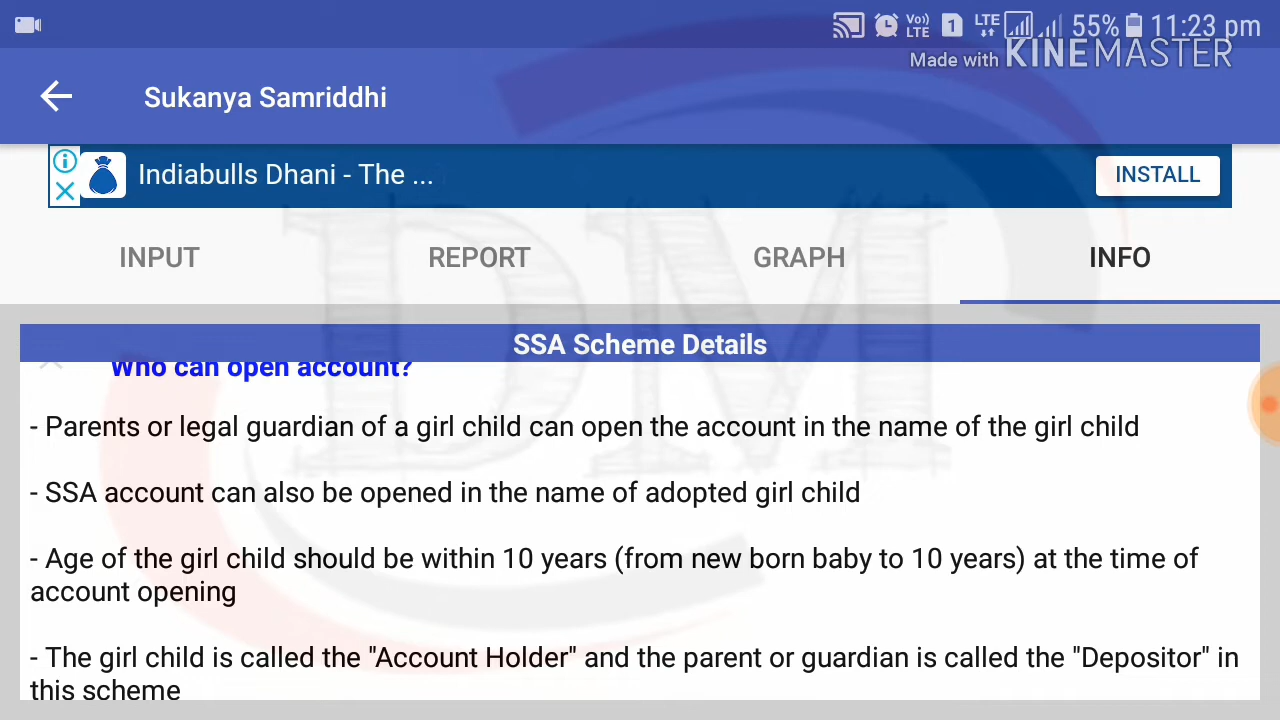 Vo)) LTE 1 LTE 55% 11:23 pm
Made with KINEMASTER
Sukanya Samriddhi
Indiabulls Dhani - The ...
INSTALL
INPUT REPORT GRAPH INFO
SSA Scheme Details
Who can open account?
- Parents or legal guardian of a girl child can open the account in the name of the girl child
- SSA account can also be opened in the name of adopted girl child
- Age of the girl child should be within 10 years (from new born baby to 10 years) at the time of
account opening
- The girl child is called the "Account Holder" and the parent or guardian is called the "Depositor" in
this scheme
DM